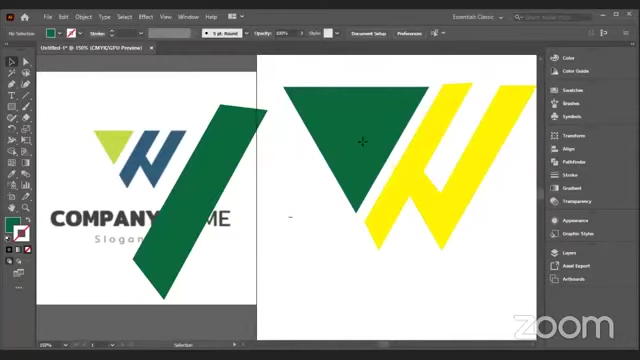 File Edit Object Type Select Effect View Window Help
Essentials Classic
No Selection
Stroke:
5 pt. Round
Opacity: 100%
Style:
Document Setup
Preferences
Untitled-1* @ 150% (CMYK/GPU Preview)
Color
Color Guide
Swatches
Brushes
Symbols
Transform
Align
Pathfinder
Stroke
Gradient
Transparency
Appearance
Graphic Styles
Layers
Asset Export
Artboards
COMPANY ME
Slogan
150%
1
Selection
zoom